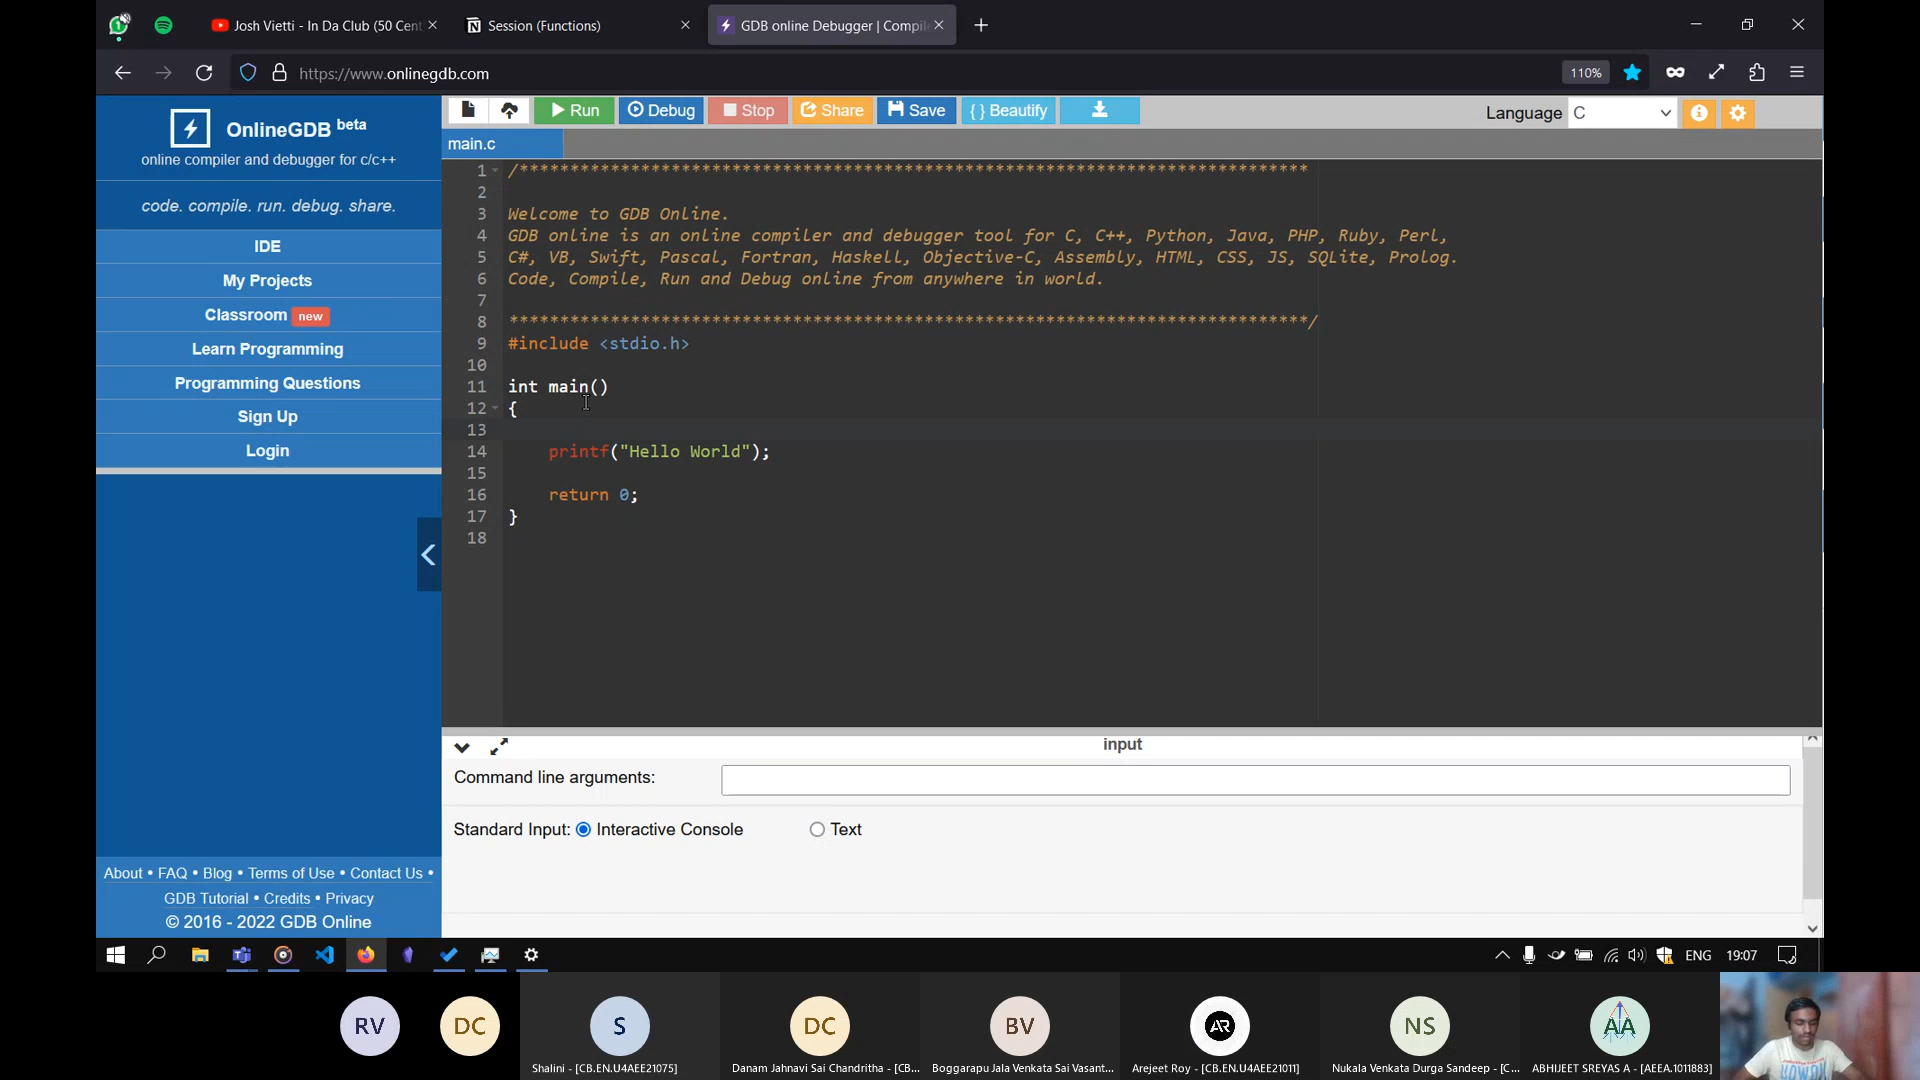 Josh Vietti - In Da Club (50 Cent
Session (Functions)
GDB online Debugger | Compile
https://www.onlinegdb.com
110%
OnlineGDB beta
online compiler and debugger for c/c++
code. compile. run. debug. share.
IDE
My Projects
Classroom new
Learn Programming
Programming Questions
Sign Up
Login
About • FAQ • Blog • Terms of Use • Contact Us •
GDB Tutorial • Credits • Privacy
© 2016 - 2022 GDB Online
Run
Debug
Stop
Share
Save
{ } Beautify
Language C
main.c
1 /******************************************************************************
2
3 Welcome to GDB Online.
4 GDB online is an online compiler and debugger tool for C, C++, Python, Java, PHP, Ruby, Perl,
5 C#, VB, Swift, Pascal, Fortran, Haskell, Objective-C, Assembly, HTML, CSS, JS, SQLite, Prolog.
6 Code, Compile, Run and Debug online from anywhere in world.
7
8 *******************************************************************************/
9 #include <stdio.h>
10
11 int main()
12 {
13
14 printf("Hello World");
15
16 return 0;
17 }
18
input
Command line arguments:
Standard Input: Interactive Console Text
ENG 19:07
RV
DC
S
DC
BV
AR
NS
AA
Shalini - [CB.EN.U4AEE21075]
Danam Jahnavi Sai Chandritha - [CB...
Boggarapu Jala Venkata Sai Vasant...
Arejeet Roy - [CB.EN.U4AEE21011]
Nukala Venkata Durga Sandeep - [C...
ABHIJEET SREYAS A - [AEEA.1011883]